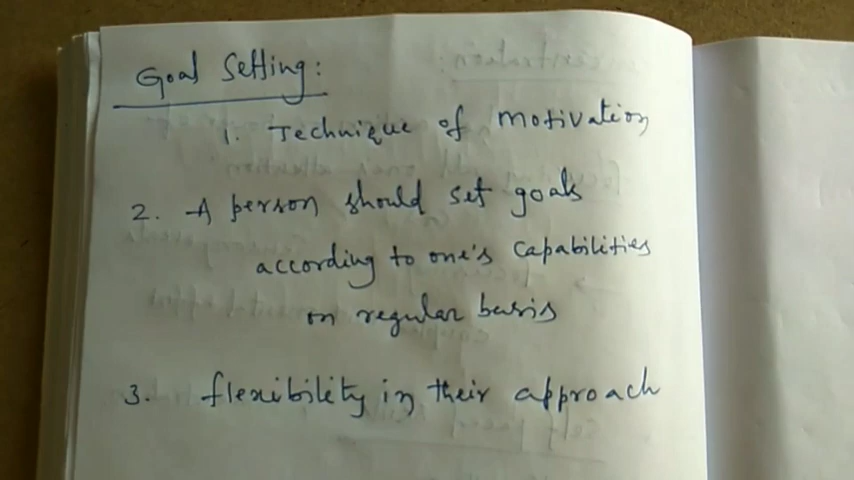 Goal Setting:
1. Technique of motivation
2. A person should set goals
according to one's capabilities
on regular basis
3. flexibility in their approach